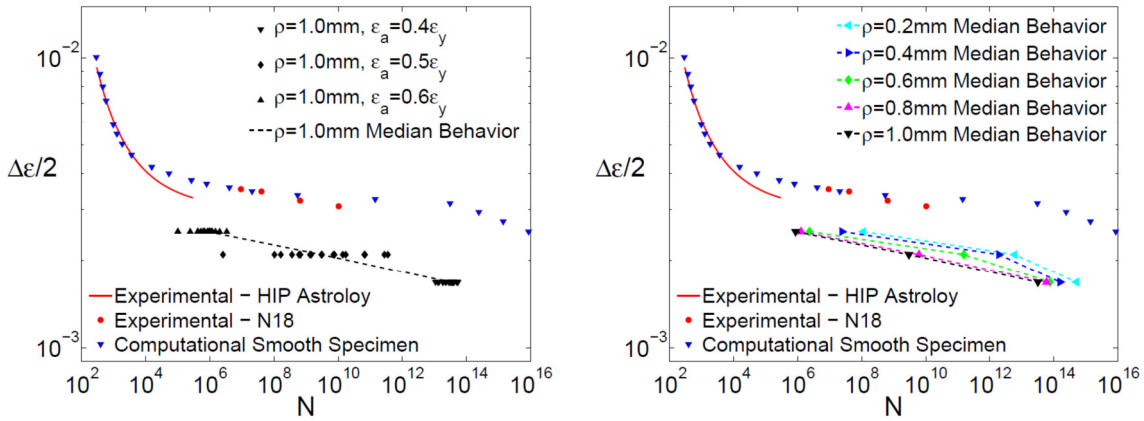 ρ=1.0mm, εₐ=0.4εᵧ
ρ=1.0mm, εₐ=0.5εᵧ
ρ=1.0mm, εₐ=0.6εᵧ
ρ=1.0mm Median Behavior
10⁻²
Δε/2
10⁻³
Experimental − HIP Astroloy
Experimental − N18
Computational Smooth Specimen
10² 10⁴ 10⁶ 10⁸ 10¹⁰ 10¹² 10¹⁴ 10¹⁶
N
ρ=0.2mm Median Behavior
ρ=0.4mm Median Behavior
ρ=0.6mm Median Behavior
ρ=0.8mm Median Behavior
ρ=1.0mm Median Behavior
10⁻²
Δε/2
10⁻³
Experimental − HIP Astroloy
Experimental − N18
Computational Smooth Specimen
10² 10⁴ 10⁶ 10⁸ 10¹⁰ 10¹² 10¹⁴ 10¹⁶
N